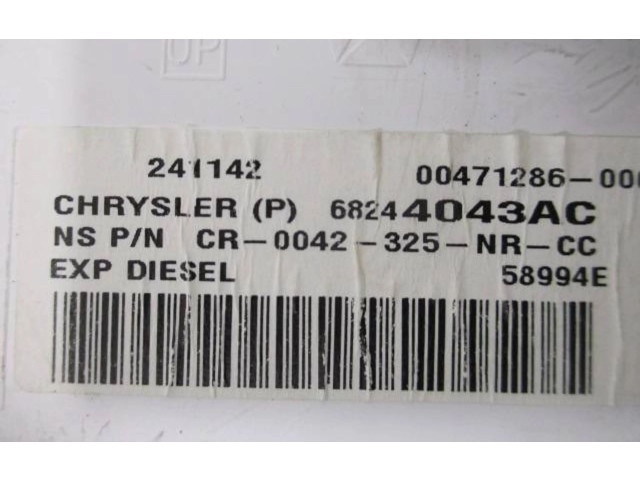 UP
241142 00471286-00
CHRYSLER (P) 68244043AC
NS P/N CR-0042-325-NR-CC
EXP DIESEL 58994E